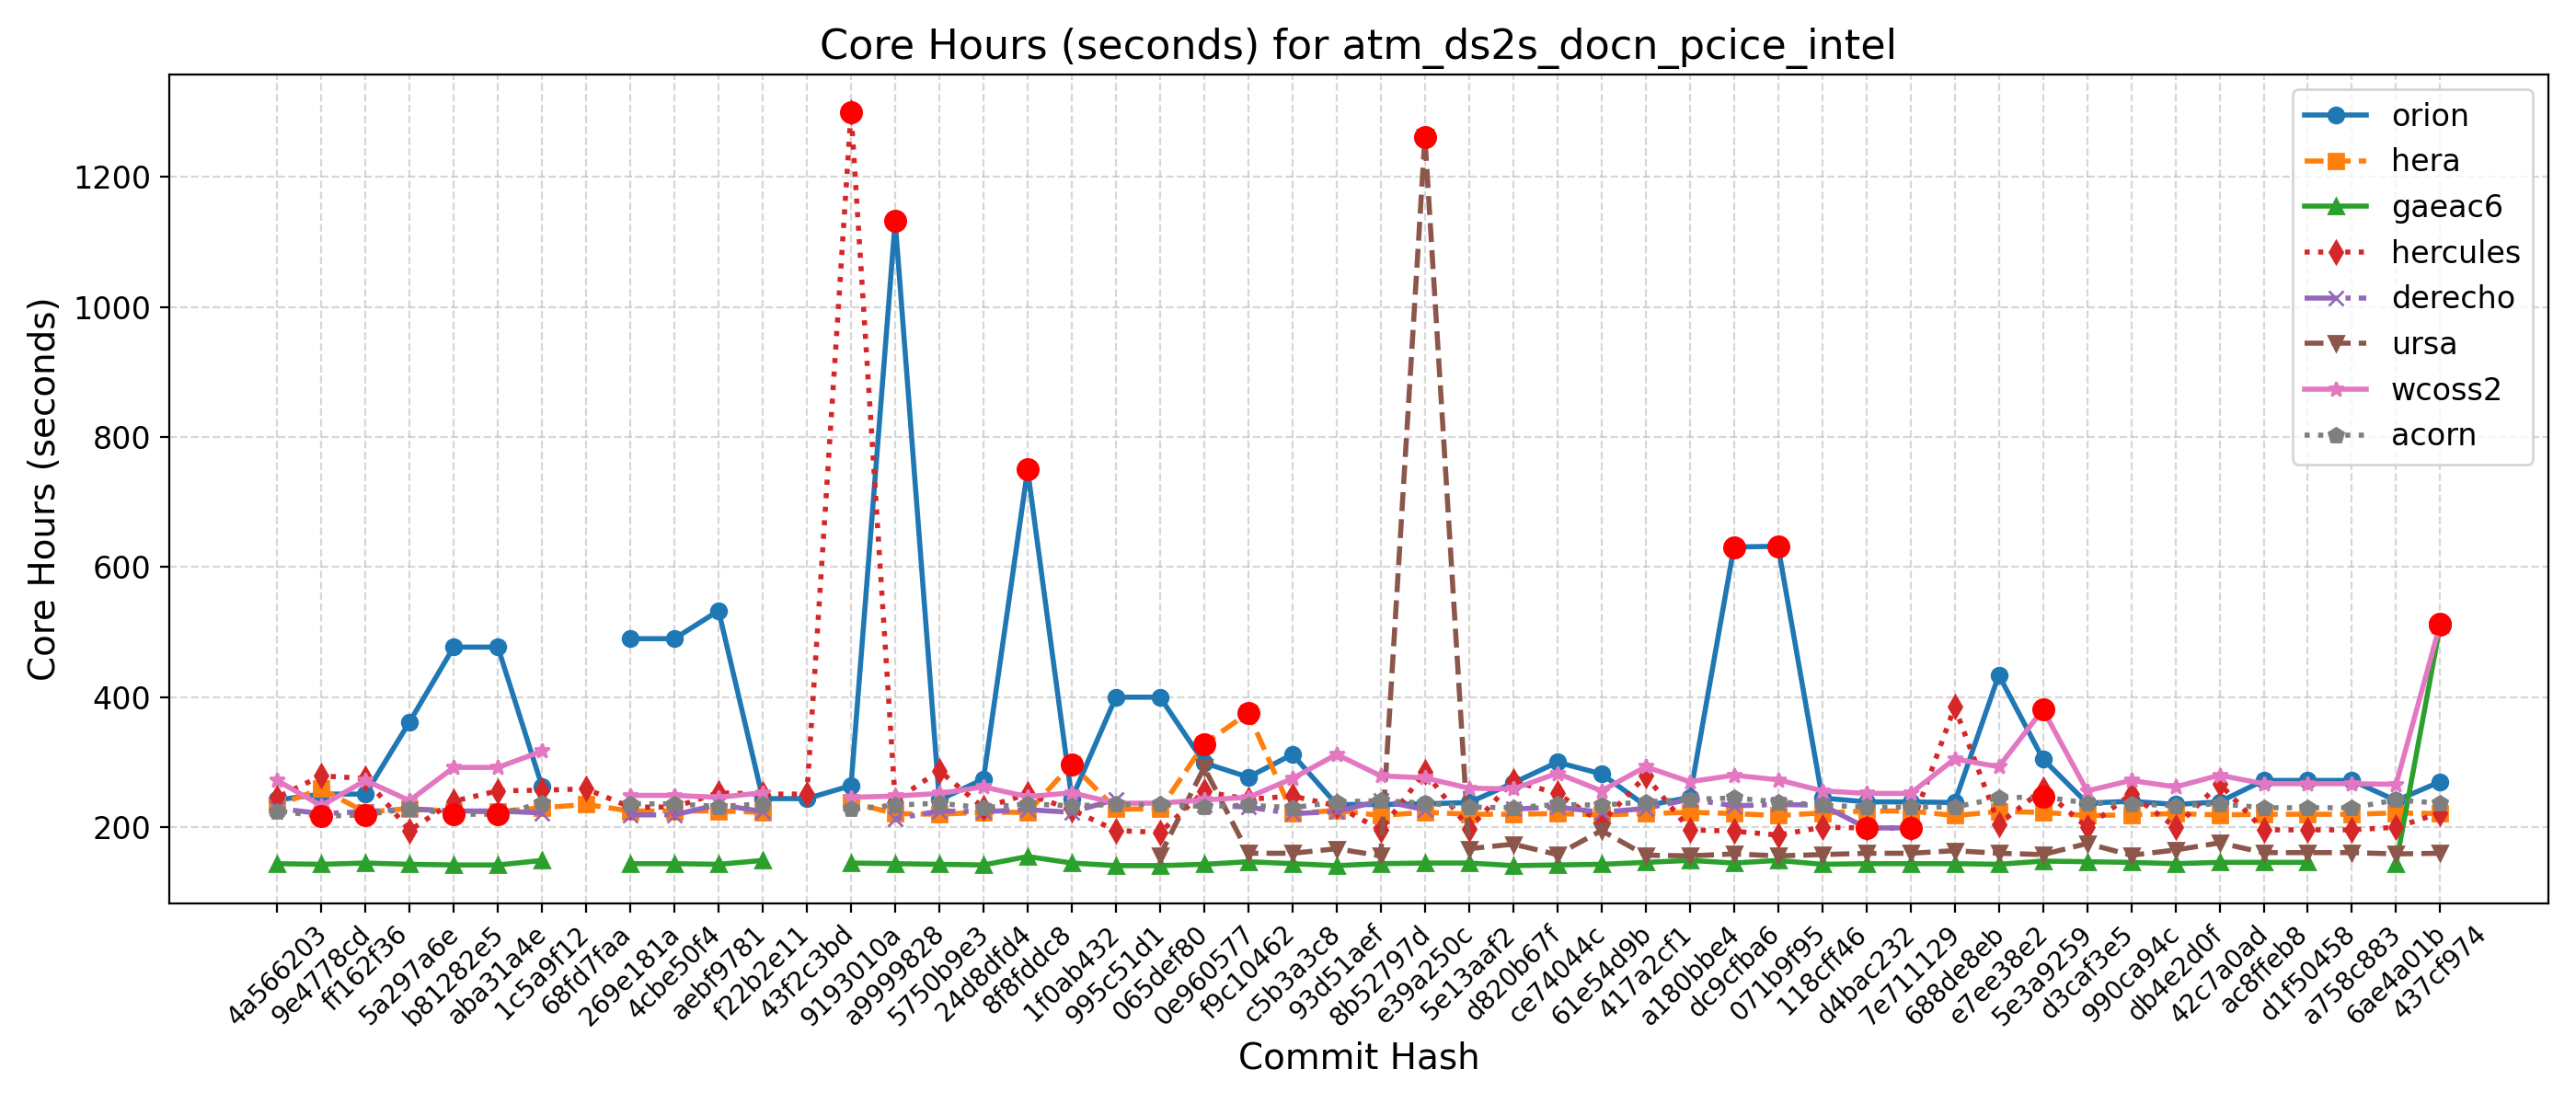 Core Hours (seconds) for atm_ds2s_docn_pcice_intel
Core Hours (seconds)
1200
1000
800
600
400
200
orion
hera
gaeac6
hercules
derecho
ursa
wcoss2
acorn
4a566203
9e4778cd
ff162f36
5a297a6e
b81282e5
aba31a4e
1c5a9f12
68fd7faa
269e181a
4cbe50f4
aebf9781
f22b2e11
43f2c3bd
9193010a
a9999828
5750b9e3
24d8dfd4
8f8fddc8
1f0ab432
995c51d1
065def80
0e960577
f9c10462
c5b3a3c8
93d51aef
8b52797d
e39a250c
5e13aaf2
d820b67f
ce74044c
61e54d9b
417a2cf1
a180bbe4
dc9cfba6
071b9f95
118cff46
d4bac232
7e711129
688de8eb
e7ee38e2
5e3a9259
d3caf3e5
990ca94c
db4e2d0f
42c7a0ad
ac8ffeb8
d1f50458
a758c883
6ae4a01b
437cf974
Commit Hash